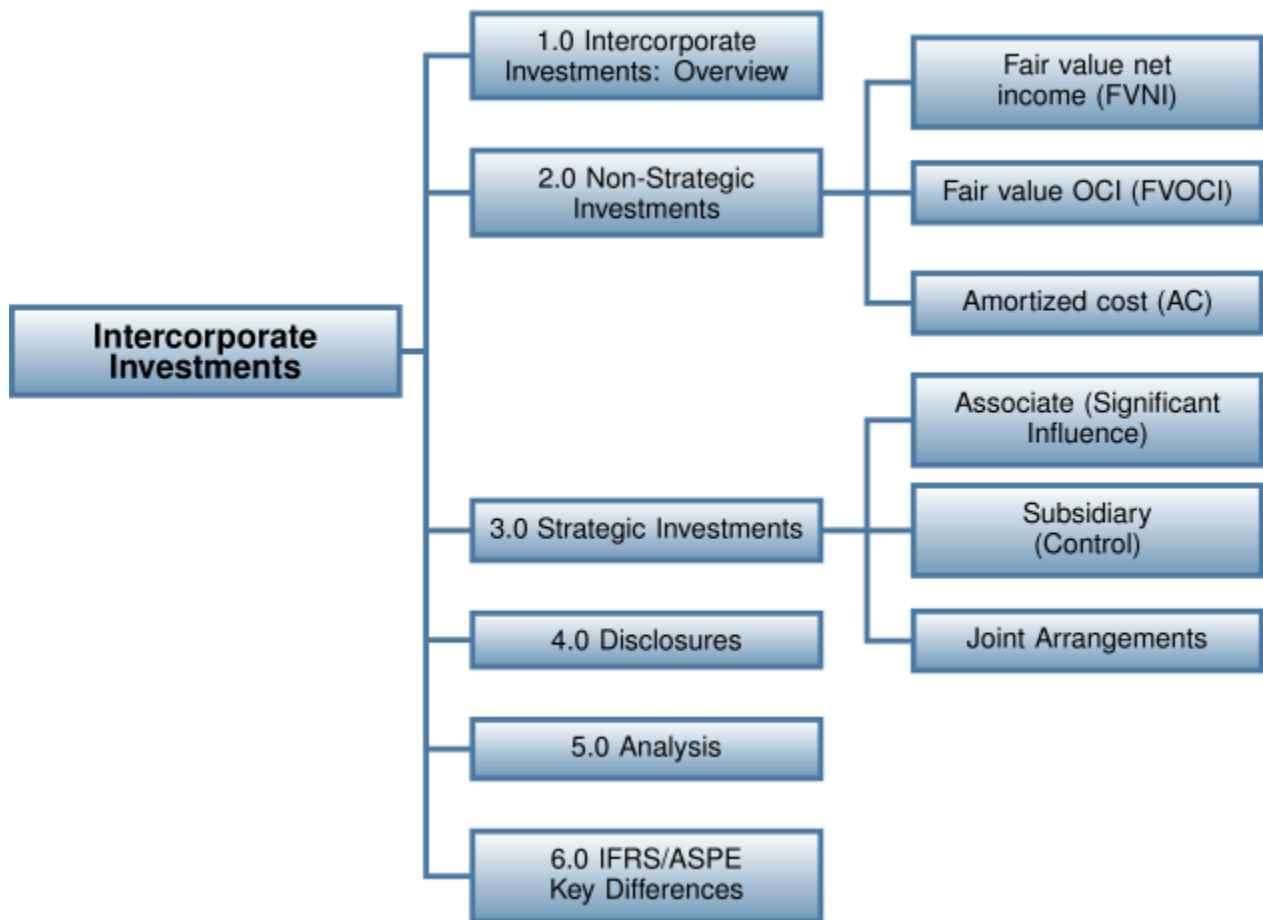 Intercorporate
Investments
1.0 Intercorporate
Investments: Overview
2.0 Non-Strategic
Investments
Fair value net
income (FVNI)
Fair value OCI (FVOCI)
Amortized cost (AC)
3.0 Strategic Investments
Associate (Significant
Influence)
Subsidiary
(Control)
Joint Arrangements
4.0 Disclosures
5.0 Analysis
6.0 IFRS/ASPE
Key Differences